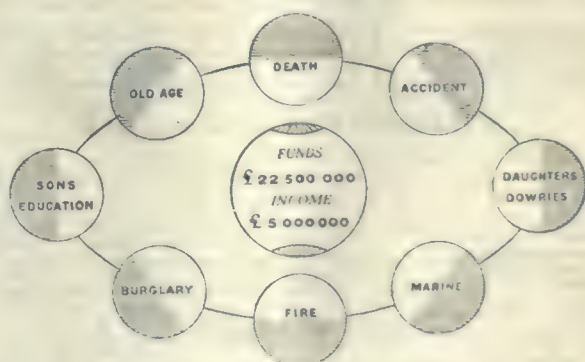 DEATH
OLD AGE
ACCIDENT
FUNDS
£22 500 000
INCOME
£5 000 000
SONS
EDUCATION
DAUGHTERS
DOWRIES
BURGLARY
FIRE
MARINE